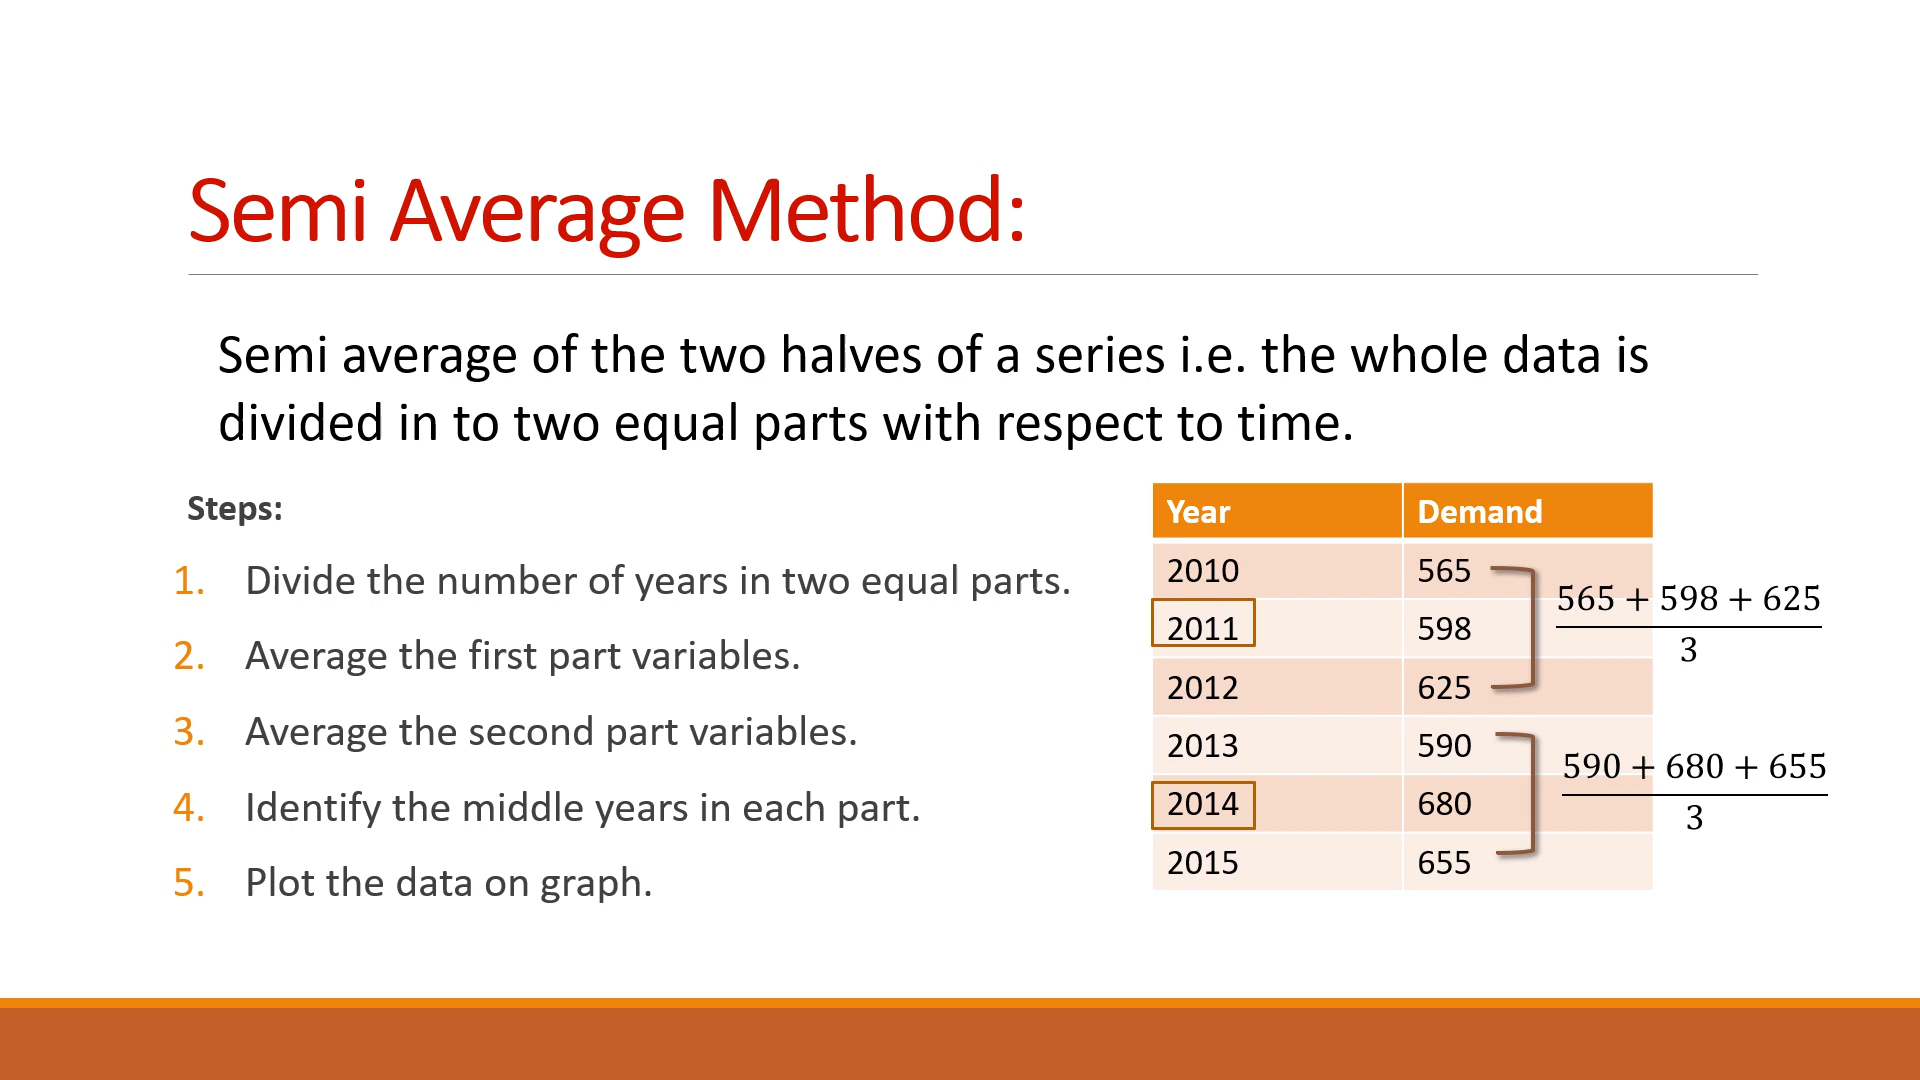 Semi Average Method:
Semi average of the two halves of a series i.e. the whole data is
divided in to two equal parts with respect to time.
Steps:
1. Divide the number of years in two equal parts.
2. Average the first part variables.
3. Average the second part variables.
4. Identify the middle years in each part.
5. Plot the data on graph.
Year Demand
2010 565
2011 598
2012 625
2013 590
2014 680
2015 655
565 + 598 + 625
3
590 + 680 + 655
3